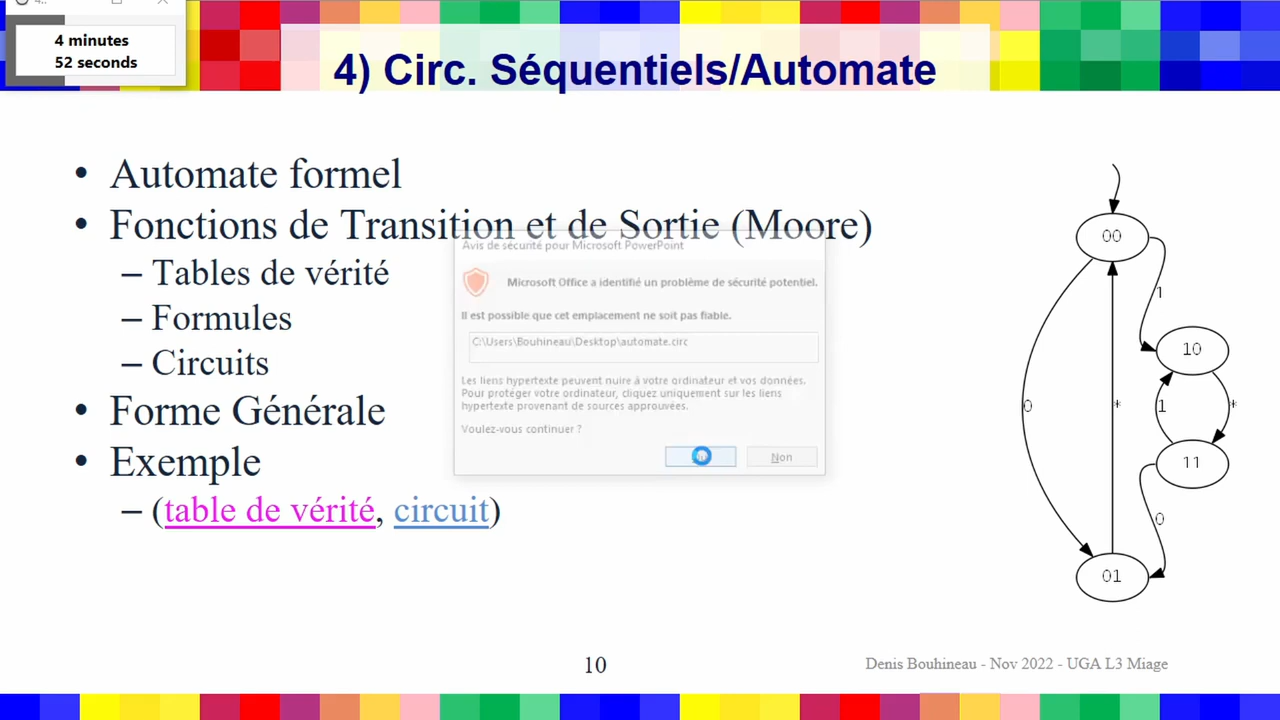 4 minutes
52 seconds
4) Circ. Séquentiels/Automate
• Automate formel
• Fonctions de Transition et de Sortie (Moore)
– Tables de vérité
– Formules
– Circuits
• Forme Générale
• Exemple
– (table de vérité, circuit)
Avis de sécurité pour Microsoft PowerPoint
Microsoft Office a identifié un problème de sécurité potentiel.
Il est possible que cet emplacement ne soit pas fiable.
C:\Users\Bouhineau\Desktop\automate.circ
Les liens hypertexte peuvent nuire à votre ordinateur et vos données.
Pour protéger votre ordinateur, cliquez uniquement sur les liens
hypertexte provenant de sources approuvées.
Voulez-vous continuer ?
Non
00
1
10
0
*
1
*
11
0
01
10
Denis Bouhineau - Nov 2022 - UGA L3 Miage